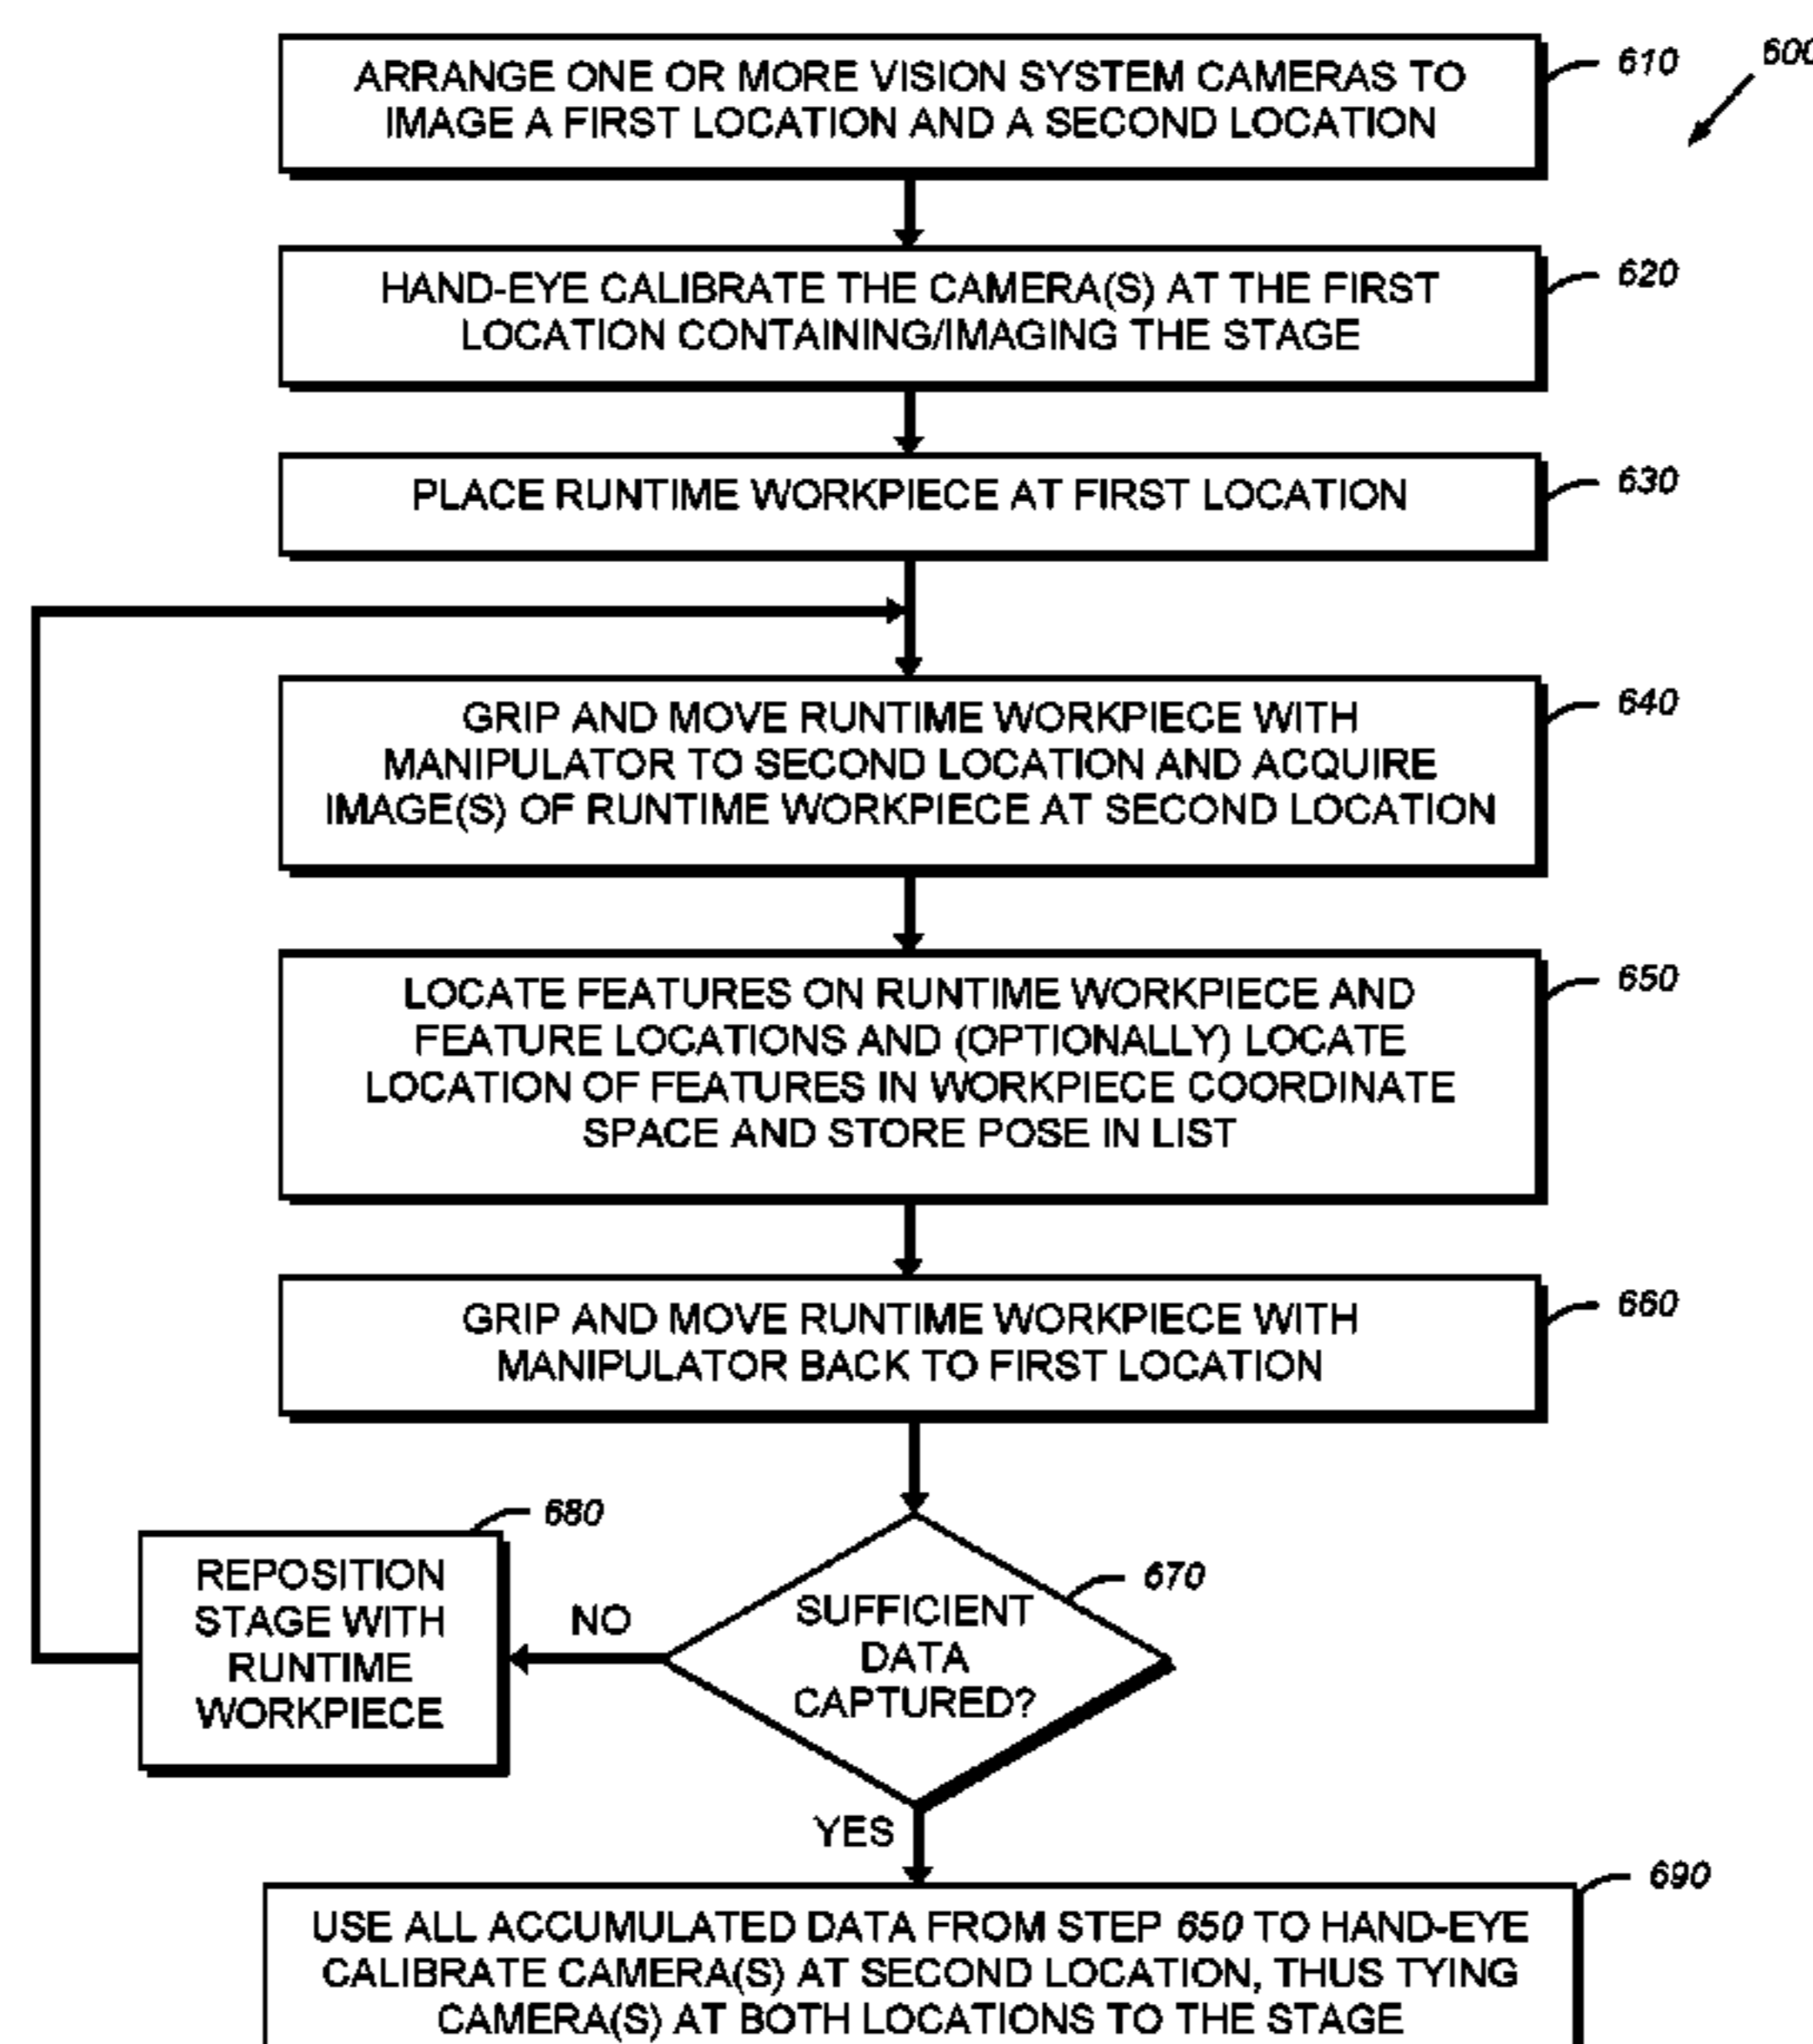 600
ARRANGE ONE OR MORE VISION SYSTEM CAMERAS TO
IMAGE A FIRST LOCATION AND A SECOND LOCATION
610
HAND-EYE CALIBRATE THE CAMERA(S) AT THE FIRST
LOCATION CONTAINING/IMAGING THE STAGE
620
PLACE RUNTIME WORKPIECE AT FIRST LOCATION
630
GRIP AND MOVE RUNTIME WORKPIECE WITH
MANIPULATOR TO SECOND LOCATION AND ACQUIRE
IMAGE(S) OF RUNTIME WORKPIECE AT SECOND LOCATION
640
LOCATE FEATURES ON RUNTIME WORKPIECE AND
FEATURE LOCATIONS AND (OPTIONALLY) LOCATE
LOCATION OF FEATURES IN WORKPIECE COORDINATE
SPACE AND STORE POSE IN LIST
650
GRIP AND MOVE RUNTIME WORKPIECE WITH
MANIPULATOR BACK TO FIRST LOCATION
660
SUFFICIENT
DATA
CAPTURED?
670
NO
REPOSITION
STAGE WITH
RUNTIME
WORKPIECE
680
YES
USE ALL ACCUMULATED DATA FROM STEP 650 TO HAND-EYE
CALIBRATE CAMERA(S) AT SECOND LOCATION, THUS TYING
CAMERA(S) AT BOTH LOCATIONS TO THE STAGE
690